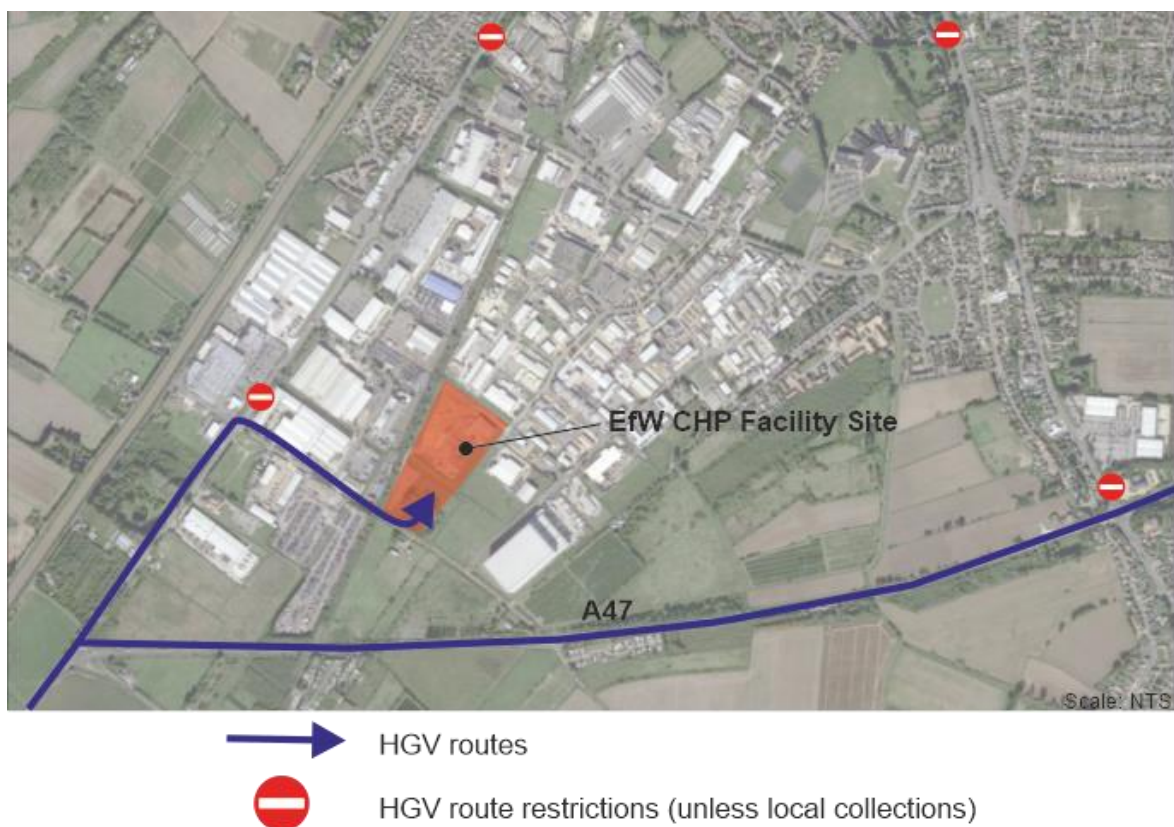 EfW CHP Facility Site
A47
Scale: NTS
HGV routes
HGV route restrictions (unless local collections)